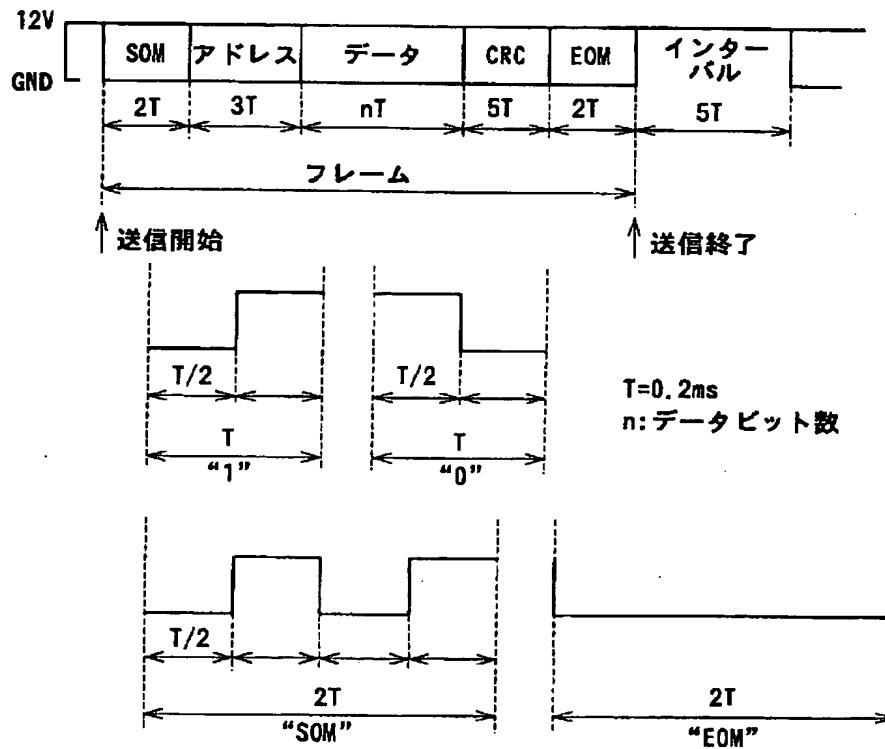 12V
SOM アドレス データ CRC EOM インター
バル
GND
2T 3T nT 5T 2T 5T
フレーム
送信開始 送信終了
T/2 T/2
T=0.2ms
n:データビット数
T T
“1” “0”
T/2
2T 2T
“SOM” “EOM”